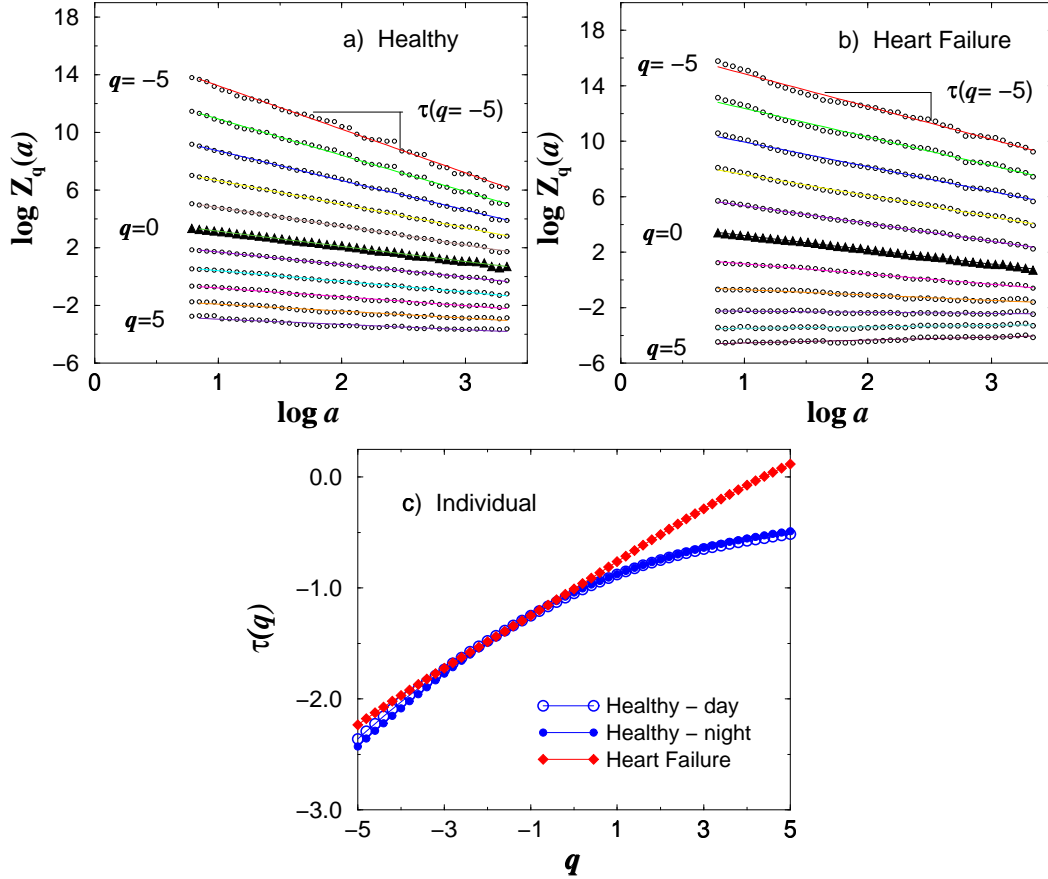 a) Healthy
log Z_q(a)
18
14
10
6
2
−2
−6
q= −5
τ(q= −5)
q=0
q=5
0
1
2
3
log a
b) Heart Failure
log Z_q(a)
18
14
10
6
2
−2
−6
q= −5
τ(q= −5)
q=0
q=5
0
1
2
3
log a
c) Individual
τ(q)
0.0
−1.0
−2.0
−3.0
Healthy − day
Healthy − night
Heart Failure
−5
−3
−1
1
3
5
q